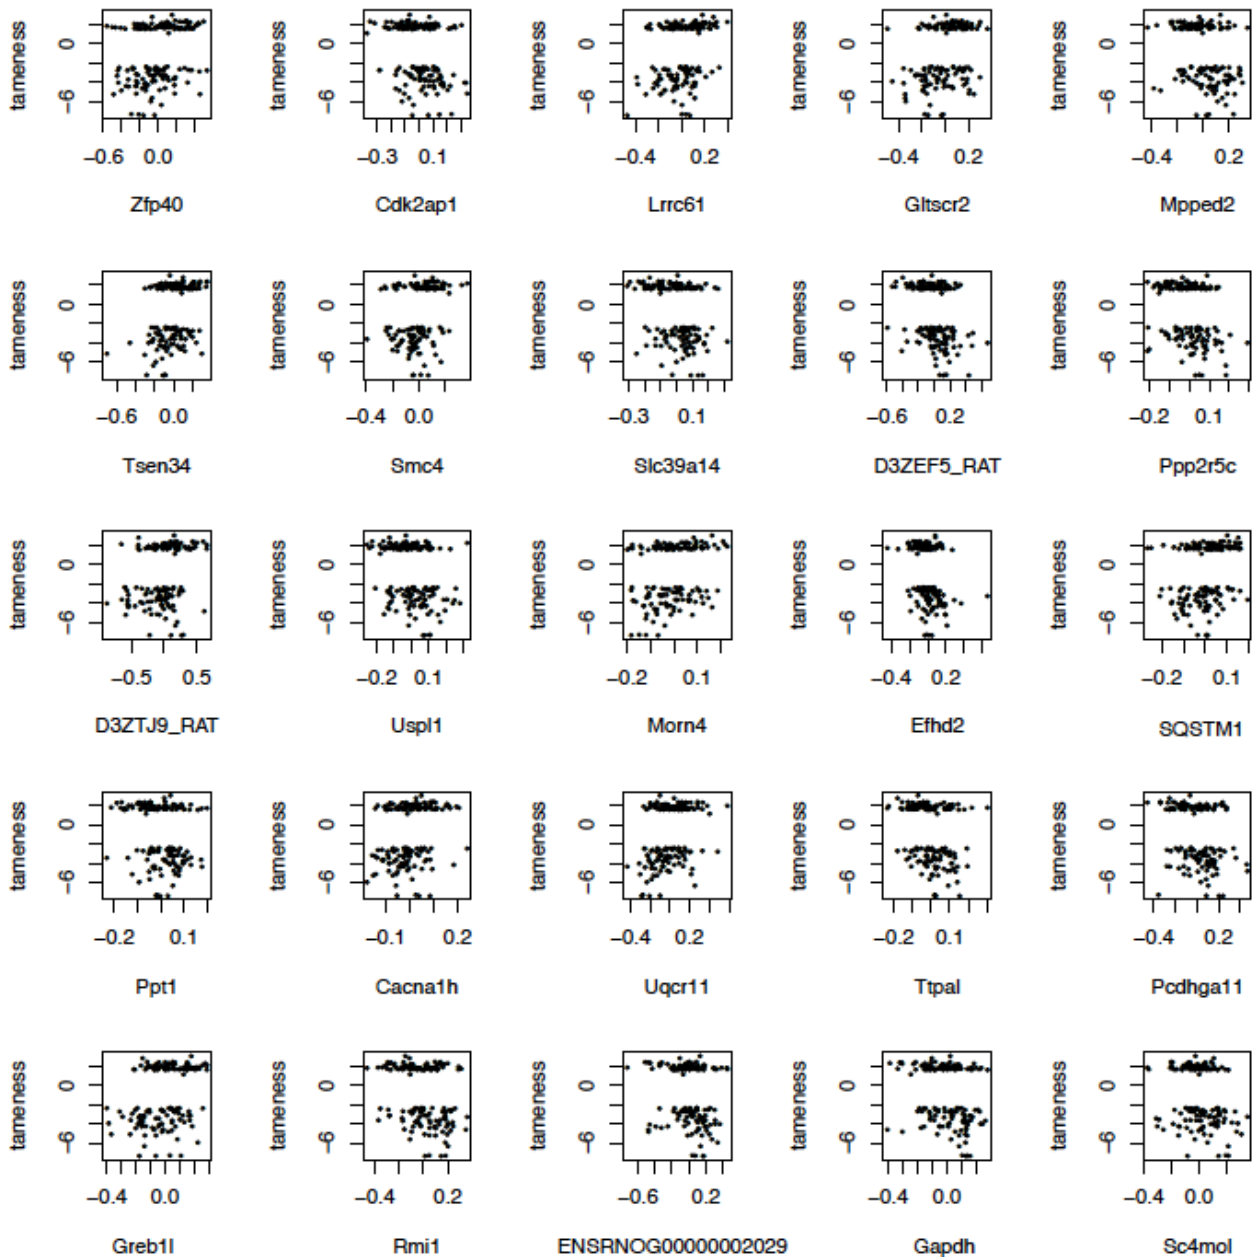 tameness 0 −6 tameness 0 −6 tameness 0 −6 tameness 0 −6 tameness 0 −6
−0.6 0.0 −0.3 0.1 −0.4 0.2 −0.4 0.2 −0.4 0.2
Zfp40 Cdk2ap1 Lrrc61 Gltscr2 Mpped2
tameness 0 −6 tameness 0 −6 tameness 0 −6 tameness 0 −6 tameness 0 −6
−0.6 0.0 −0.4 0.0 −0.3 0.1 −0.6 0.2 −0.2 0.1
Tsen34 Smc4 Slc39a14 D3ZEF5_RAT Ppp2r5c
tameness 0 −6 tameness 0 −6 tameness 0 −6 tameness 0 −6 tameness 0 −6
−0.5 0.5 −0.2 0.1 −0.2 0.1 −0.4 0.2 −0.2 0.1
D3ZTJ9_RAT Uspl1 Morn4 Efhd2 SQSTM1
tameness 0 −6 tameness 0 −6 tameness 0 −6 tameness 0 −6 tameness 0 −6
−0.2 0.1 −0.1 0.2 −0.4 0.2 −0.2 0.1 −0.4 0.2
Ppt1 Cacna1h Uqcr11 Ttpal Pcdhga11
tameness 0 −6 tameness 0 −6 tameness 0 −6 tameness 0 −6 tameness 0 −6
−0.4 0.0 −0.4 0.2 −0.6 0.2 −0.4 0.0 −0.4 0.0
Greb1l Rmi1 ENSRNOG00000002029 Gapdh Sc4mol